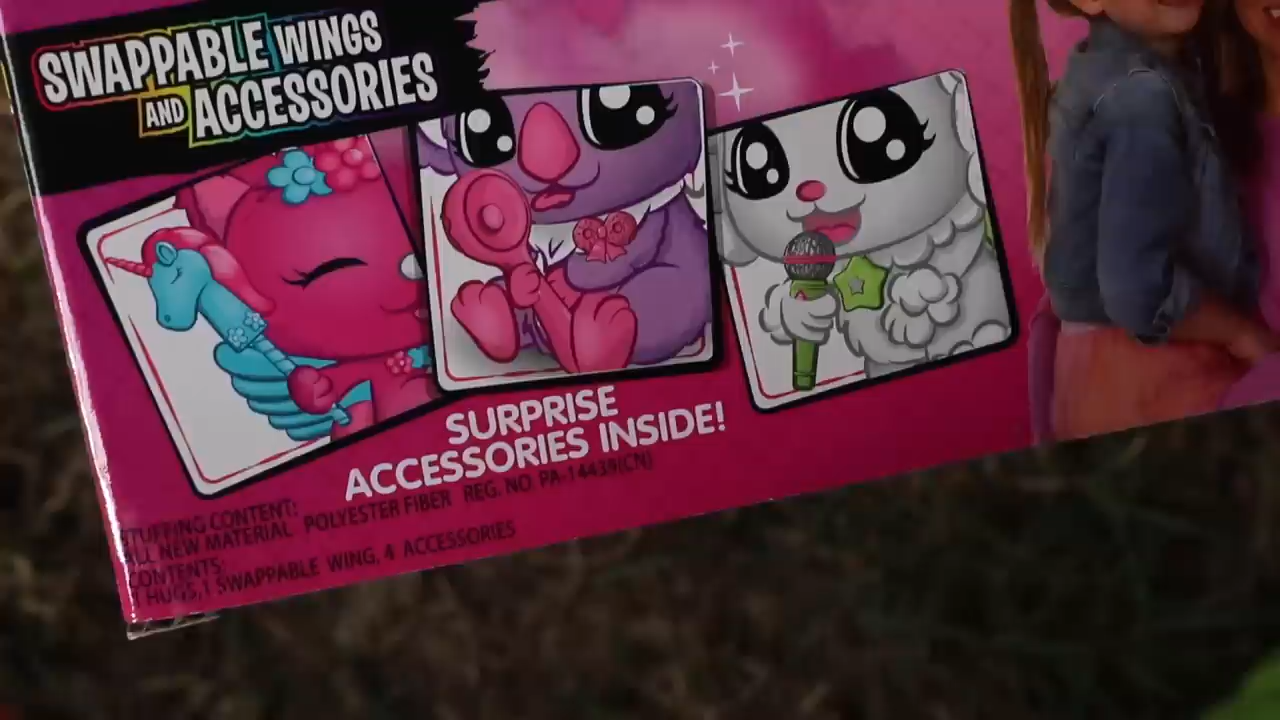 SWAPPABLE WINGS
AND ACCESSORIES
SURPRISE
ACCESSORIES INSIDE!
STUFFING CONTENT:
ALL NEW MATERIAL POLYESTER FIBER REG. NO PA-14439(CN)
CONTENTS:
1 HUGS, 1 SWAPPABLE WING, 4 ACCESSORIES